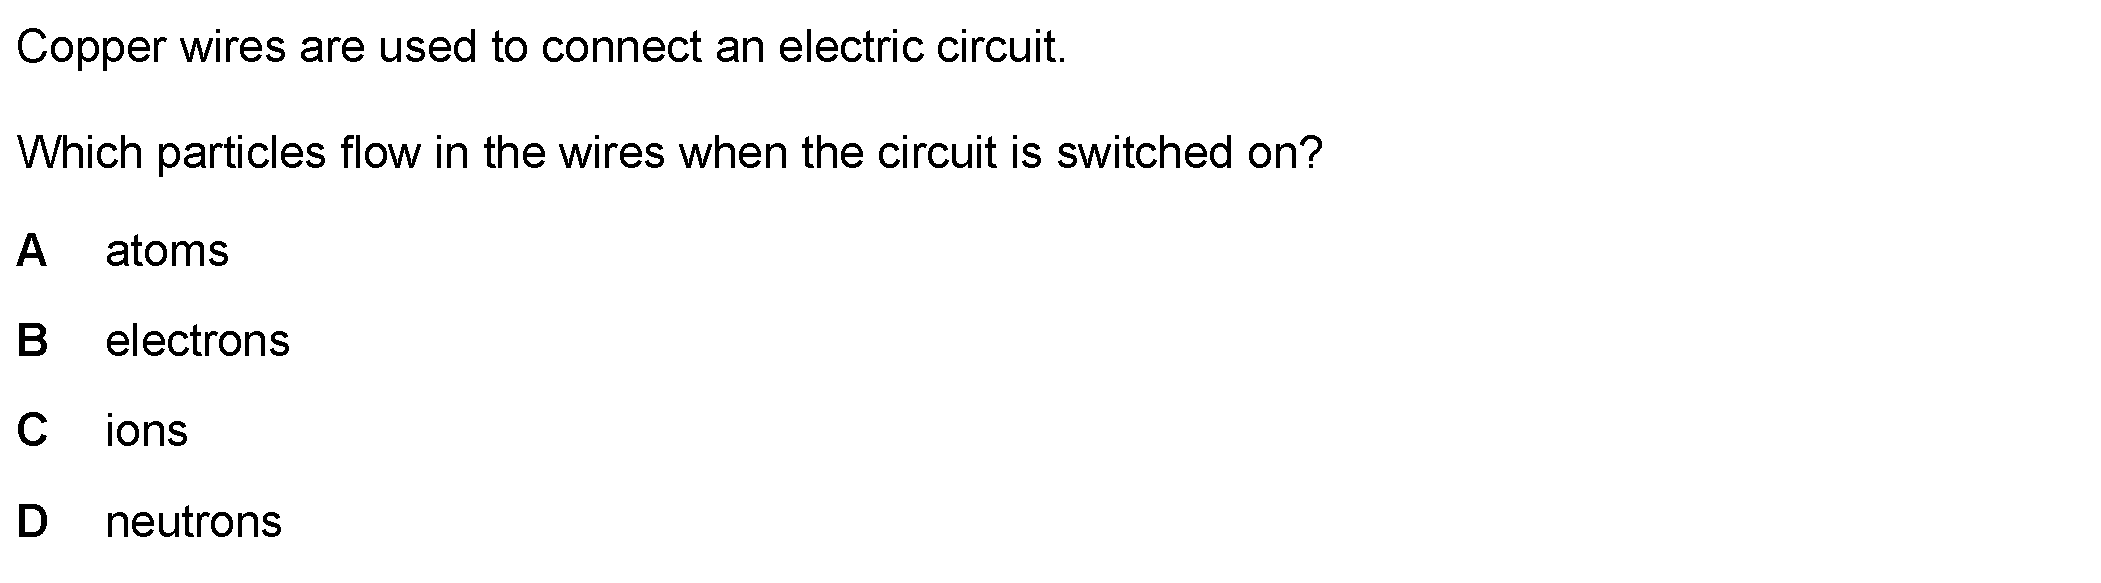 Copper wires are used to connect an electric circuit.
Which particles flow in the wires when the circuit is switched on?
A atoms
B electrons
C ions
D neutrons